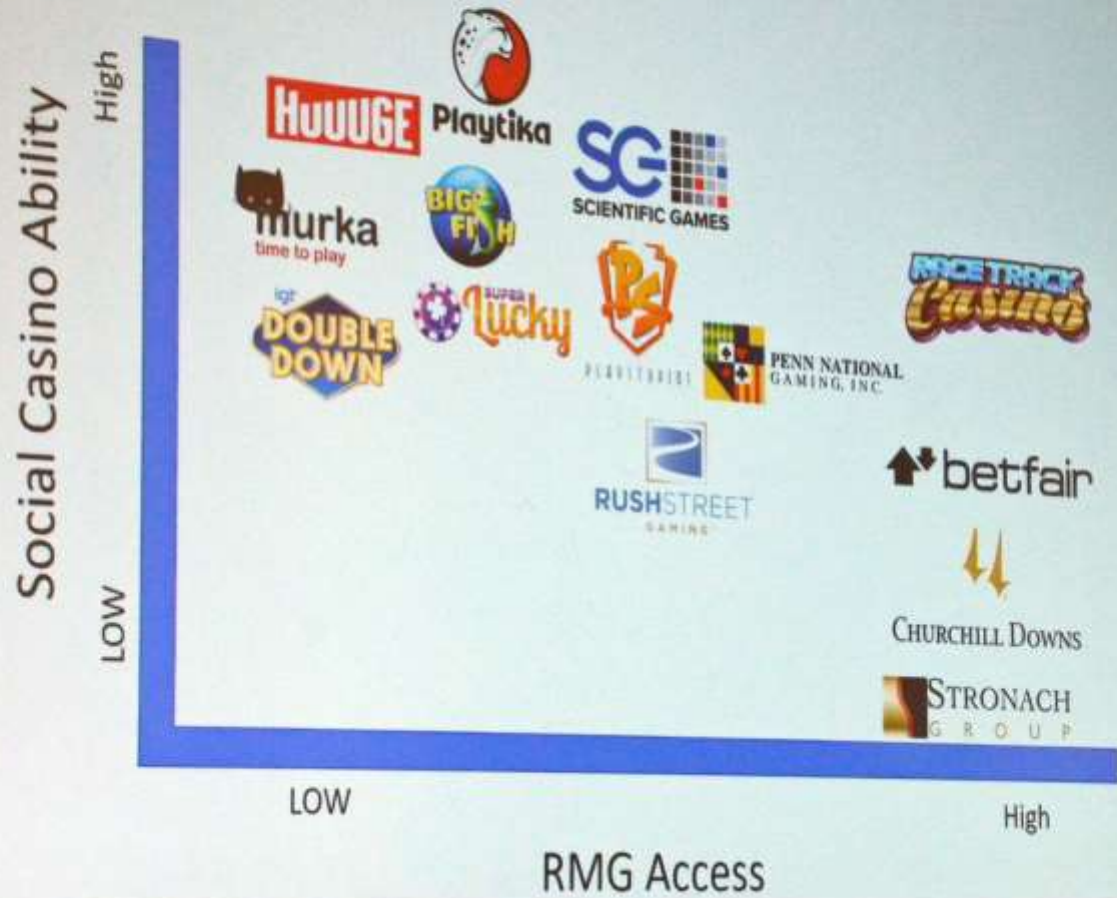 Social Casino Ability
High
LOW
HUUUGE
Playtika
SG
SCIENTIFIC GAMES
murka
time to play
BIG
FISH
igt
DOUBLE
DOWN
SUPER
Lucky
PS
PLAYSTUDIOS
PENN NATIONAL
GAMING, INC.
RACETRACK
Casino
RUSHSTREET
GAMING
betfair
CHURCHILL DOWNS
STRONACH
GROUP
LOW
High
RMG Access